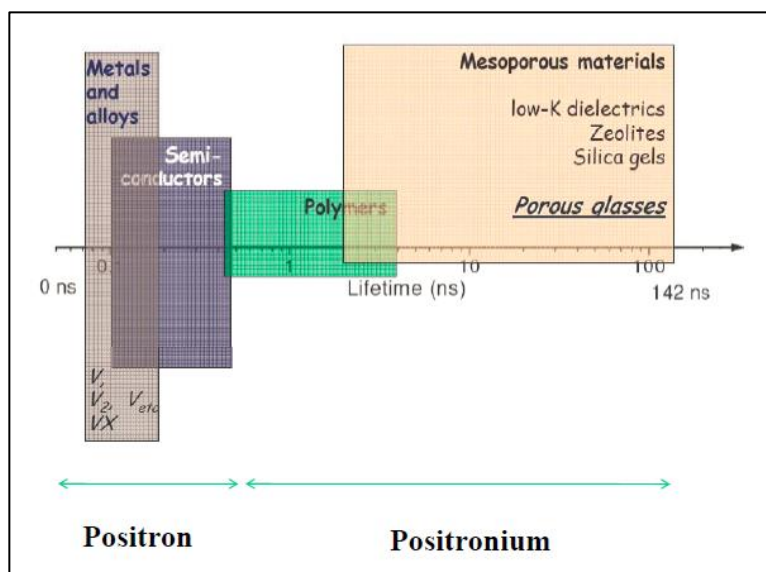 Metals
and
alloys
Semi-
conductors
Polymers
Mesoporous materials
low-K dielectrics
Zeolites
Silica gels
Porous glasses
0.1
1
10
100
0 ns
Lifetime (ns)
142 ns
V,
V2, Vetc
VX
Positron
Positronium